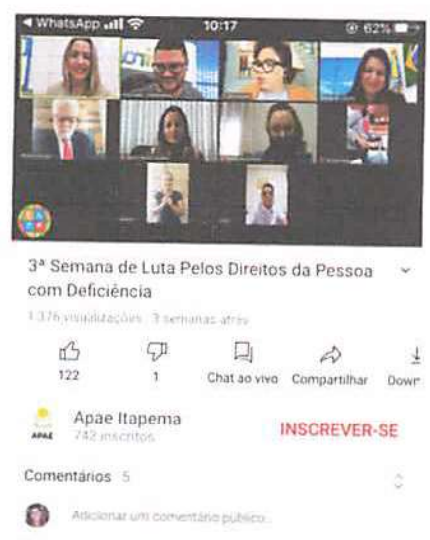 WhatsApp 10:17 62%
3ª Semana de Luta Pelos Direitos da Pessoa
com Deficiência
1.376 visualizações · 3 semanas atrás
122 1 Chat ao vivo Compartilhar Down
APAE
Apae Itapema
742 inscritos
INSCREVER-SE
Comentários 5
Adicionar um comentário público...